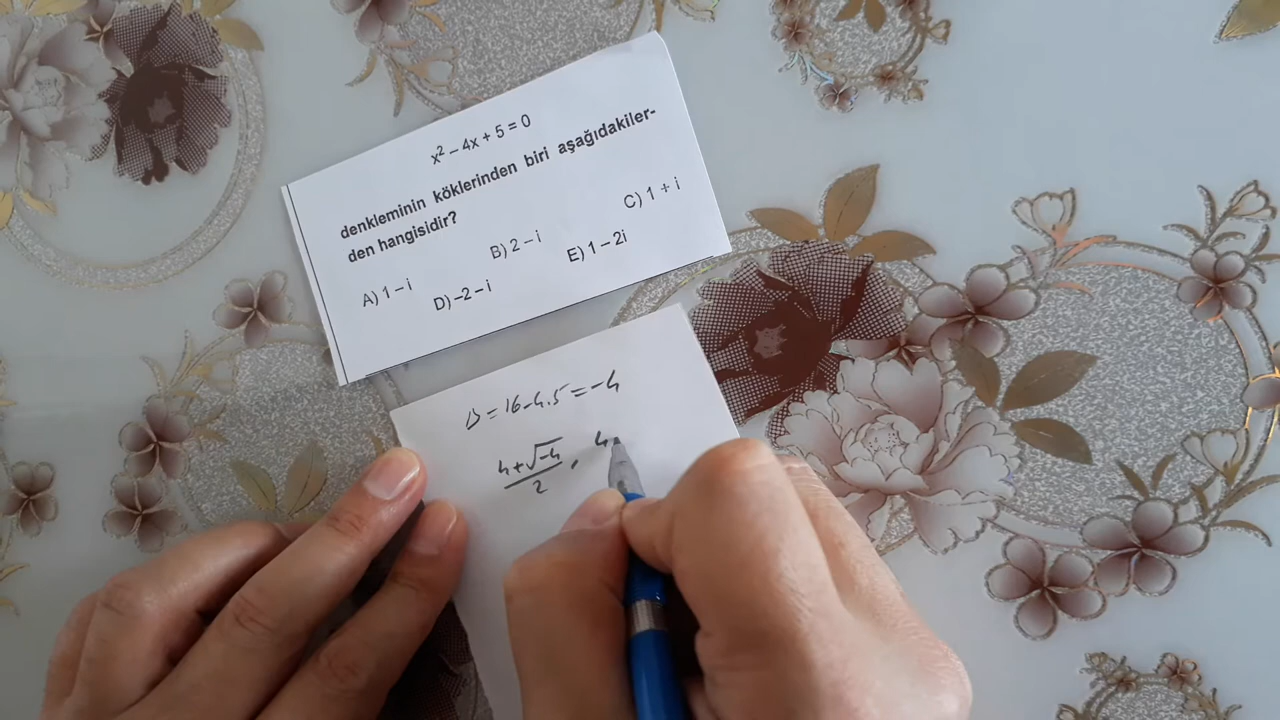 x² – 4x + 5 = 0
denkleminin köklerinden biri aşağıdakiler-
den hangisidir?
A) 1 – i
B) 2 – i
C) 1 + i
D) -2 – i
E) 1 – 2i
Δ = 16-4.5 = -4
(4+√-4)/2 , 4